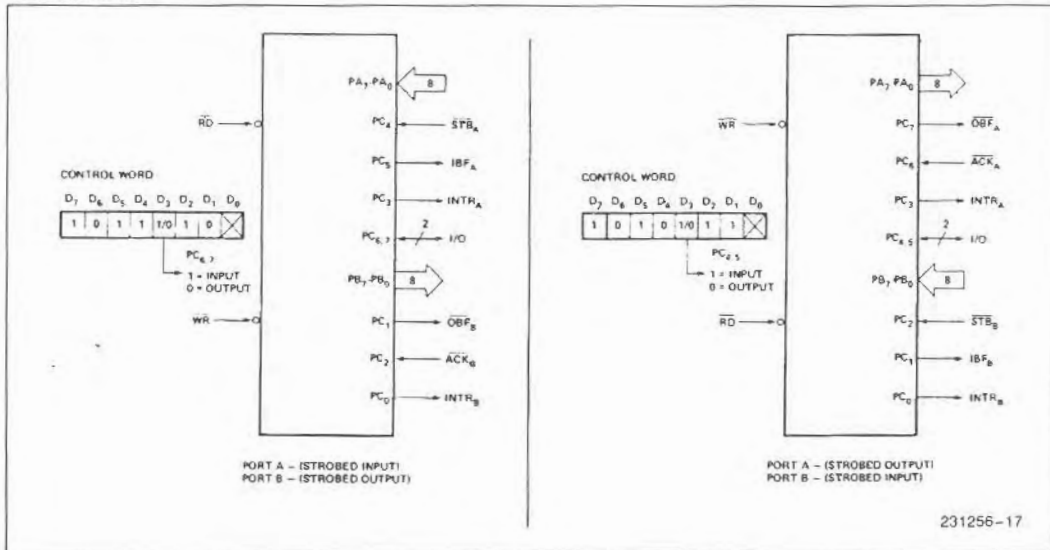 PA7-PA0
8
RD
PC4
STBA
PC5
IBFA
CONTROL WORD
D7 D6 D5 D4 D3 D2 D1 D0
1 0 1 1 I/O 1 0 X
PC3
INTRA
PC6,7
2
I/O
PC6,7
1 = INPUT
0 = OUTPUT
PB7-PB0
8
WR
PC1
OBFB
PC2
ACKB
PC0
INTRB
PORT A – (STROBED INPUT)
PORT B – (STROBED OUTPUT)
PA7-PA0
8
WR
PC7
OBFA
PC6
ACKA
CONTROL WORD
D7 D6 D5 D4 D3 D2 D1 D0
1 0 1 0 I/O 1 1 X
PC3
INTRA
PC4,5
2
I/O
PC4,5
1 = INPUT
0 = OUTPUT
PB7-PB0
8
RD
PC2
STBB
PC1
IBFB
PC0
INTRB
PORT A – (STROBED OUTPUT)
PORT B – (STROBED INPUT)
231256-17